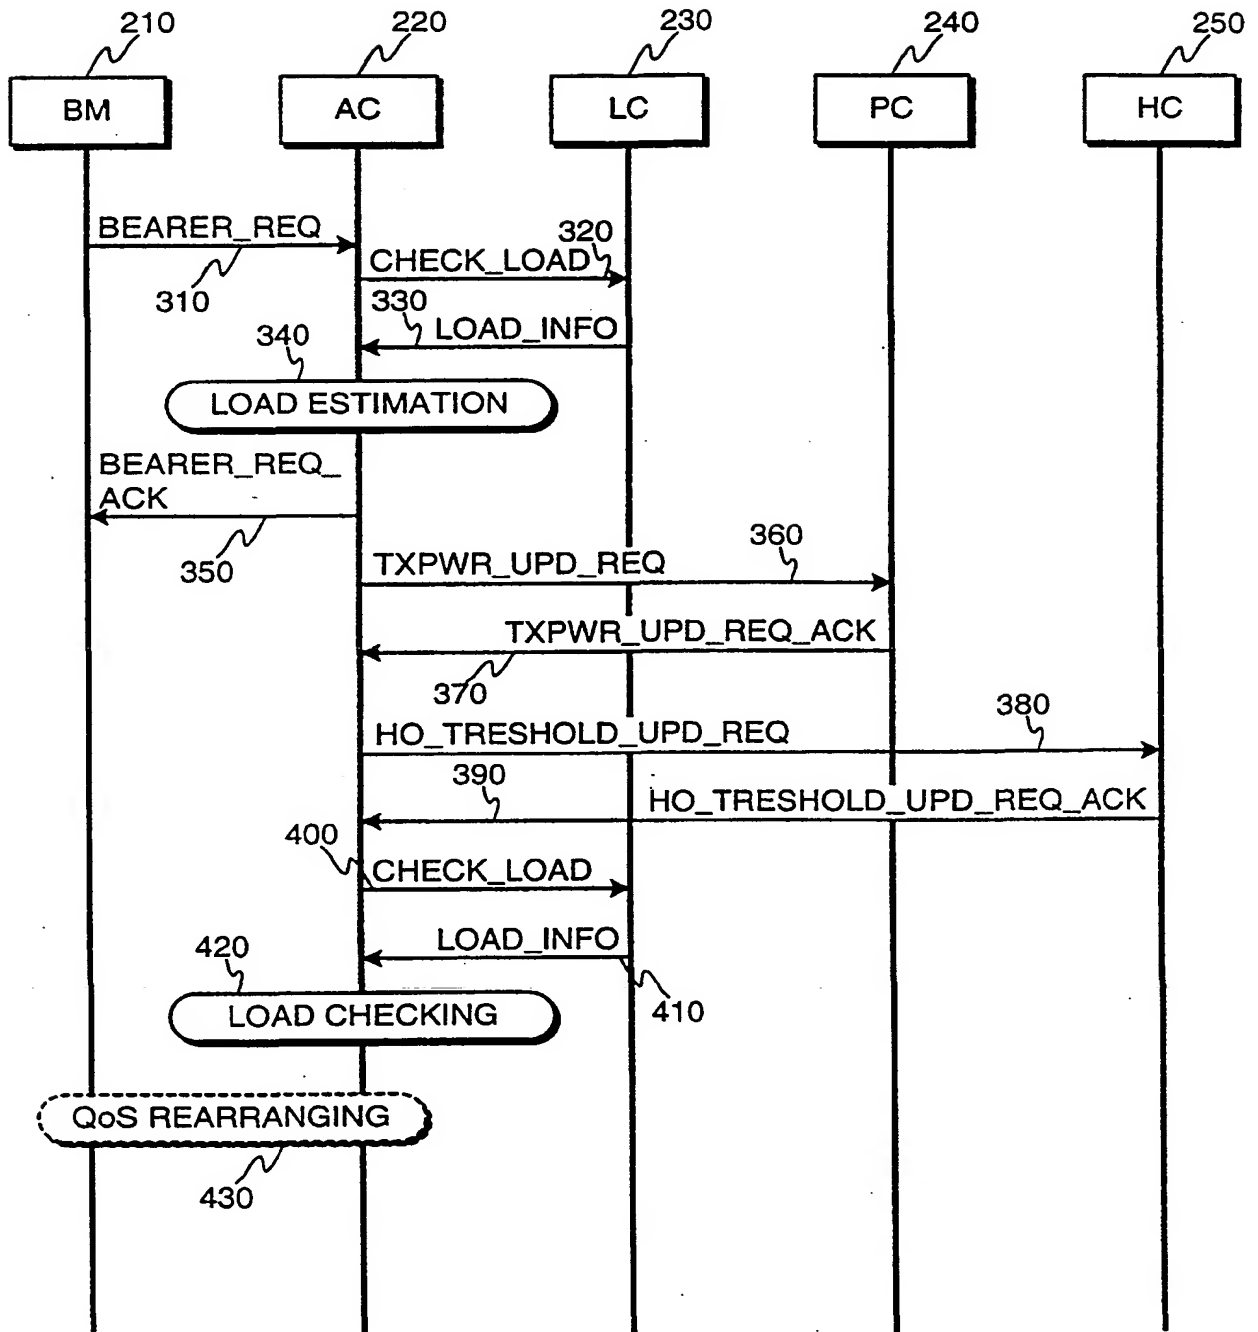 210
220
230
240
250
BM
AC
LC
PC
HC
BEARER_REQ
310
320
CHECK_LOAD
330
LOAD_INFO
340
LOAD ESTIMATION
BEARER_REQ_
ACK
350
360
TXPWR_UPD_REQ
TXPWR_UPD_REQ_ACK
370
380
HO_TRESHOLD_UPD_REQ
390
HO_TRESHOLD_UPD_REQ_ACK
400
CHECK_LOAD
LOAD_INFO
410
420
LOAD CHECKING
QoS REARRANGING
430